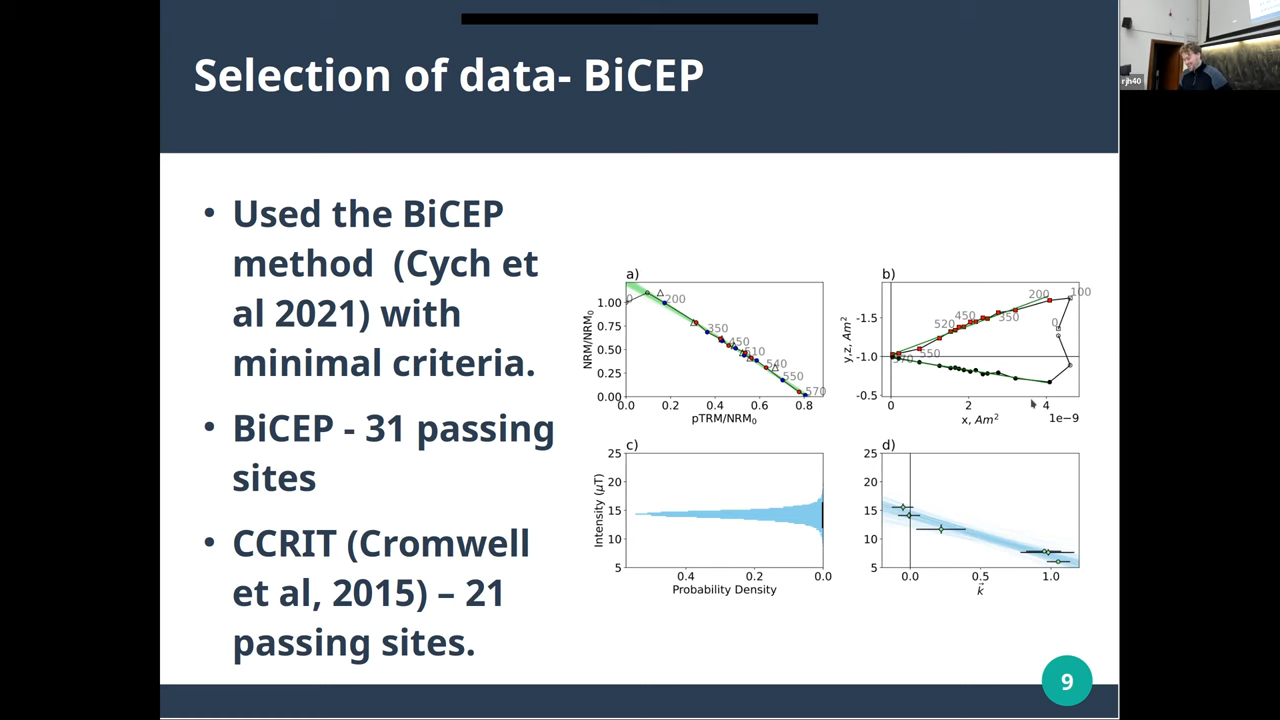 Selection of data- BiCEP
rjh40
• Used the BiCEP
method (Cych et
al 2021) with
minimal criteria.
• BiCEP - 31 passing
sites
• CCRIT (Cromwell
et al, 2015) – 21
passing sites.
a)
NRM/NRM0
1.00
0.75
0.50
0.25
0.00
0
200
350
450
510
540
550
570
0.0 0.2 0.4 0.6 0.8
pTRM/NRM0
b)
y,z, Am2
-1.5
-1.0
-0.5
200
100
450
350
520
0
550
570
0 2 4
x, Am2
1e−9
c)
Intensity (μT)
25
20
15
10
5
0.4 0.2 0.0
Probability Density
d)
25
20
15
10
5
0.0 0.5 1.0
k⃗
9